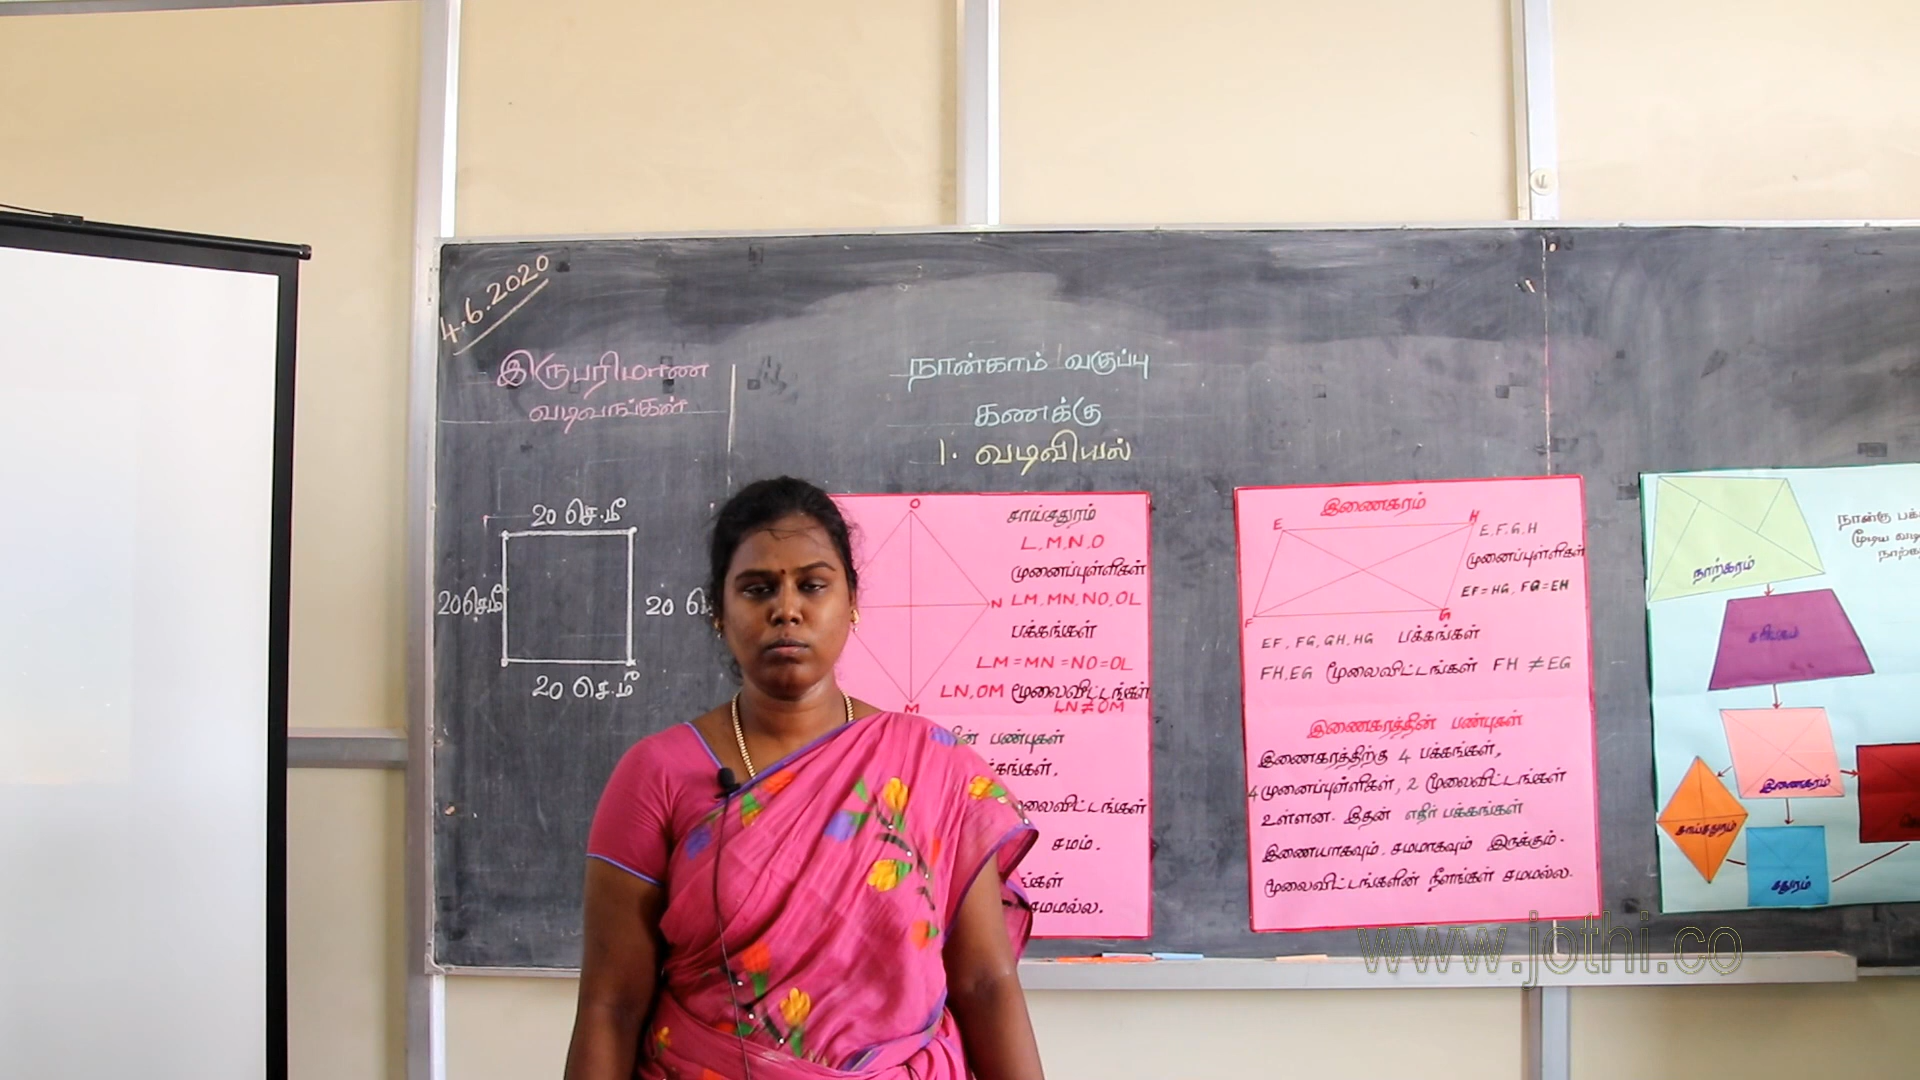 4.6.2020
இருபரிமாண
வடிவங்கள்
நான்காம் வகுப்பு
கணக்கு
1. வடிவியல்
20 செ.மீ
20செமீ
20
20 செ.மீ
O
N
M
சாய்சதுரம்
L, M, N, O
முனைப்புள்ளிகள்
LM, MN, NO, OL
பக்கங்கள்
LM = MN = NO = OL
LN, OM மூலைவிட்டங்கள்
LN ≠ OM
பண்புகள்
சமம்.
சமமல்ல.
இணைகரம்
E
H
F
G
E, F, G, H
முனைப்புள்ளிகள்
EF = HG, FG = EH
EF, FG, GH, HG பக்கங்கள்
FH, EG மூலைவிட்டங்கள் FH ≠ EG
இணைகரத்தின் பண்புகள்
இணைகரத்திற்கு 4 பக்கங்கள்,
4 முனைப்புள்ளிகள், 2 மூலைவிட்டங்கள்
உள்ளன. இதன் எதிர் பக்கங்கள்
இணையாகவும், சமமாகவும் இருக்கும்.
மூலைவிட்டங்களின் நீளங்கள் சமமல்ல.
நான்கு
மூடிய
நாற்கரம்
சரிவகம்
இணைகரம்
சாய்சதுரம்
சதுரம்
www.jothi.co